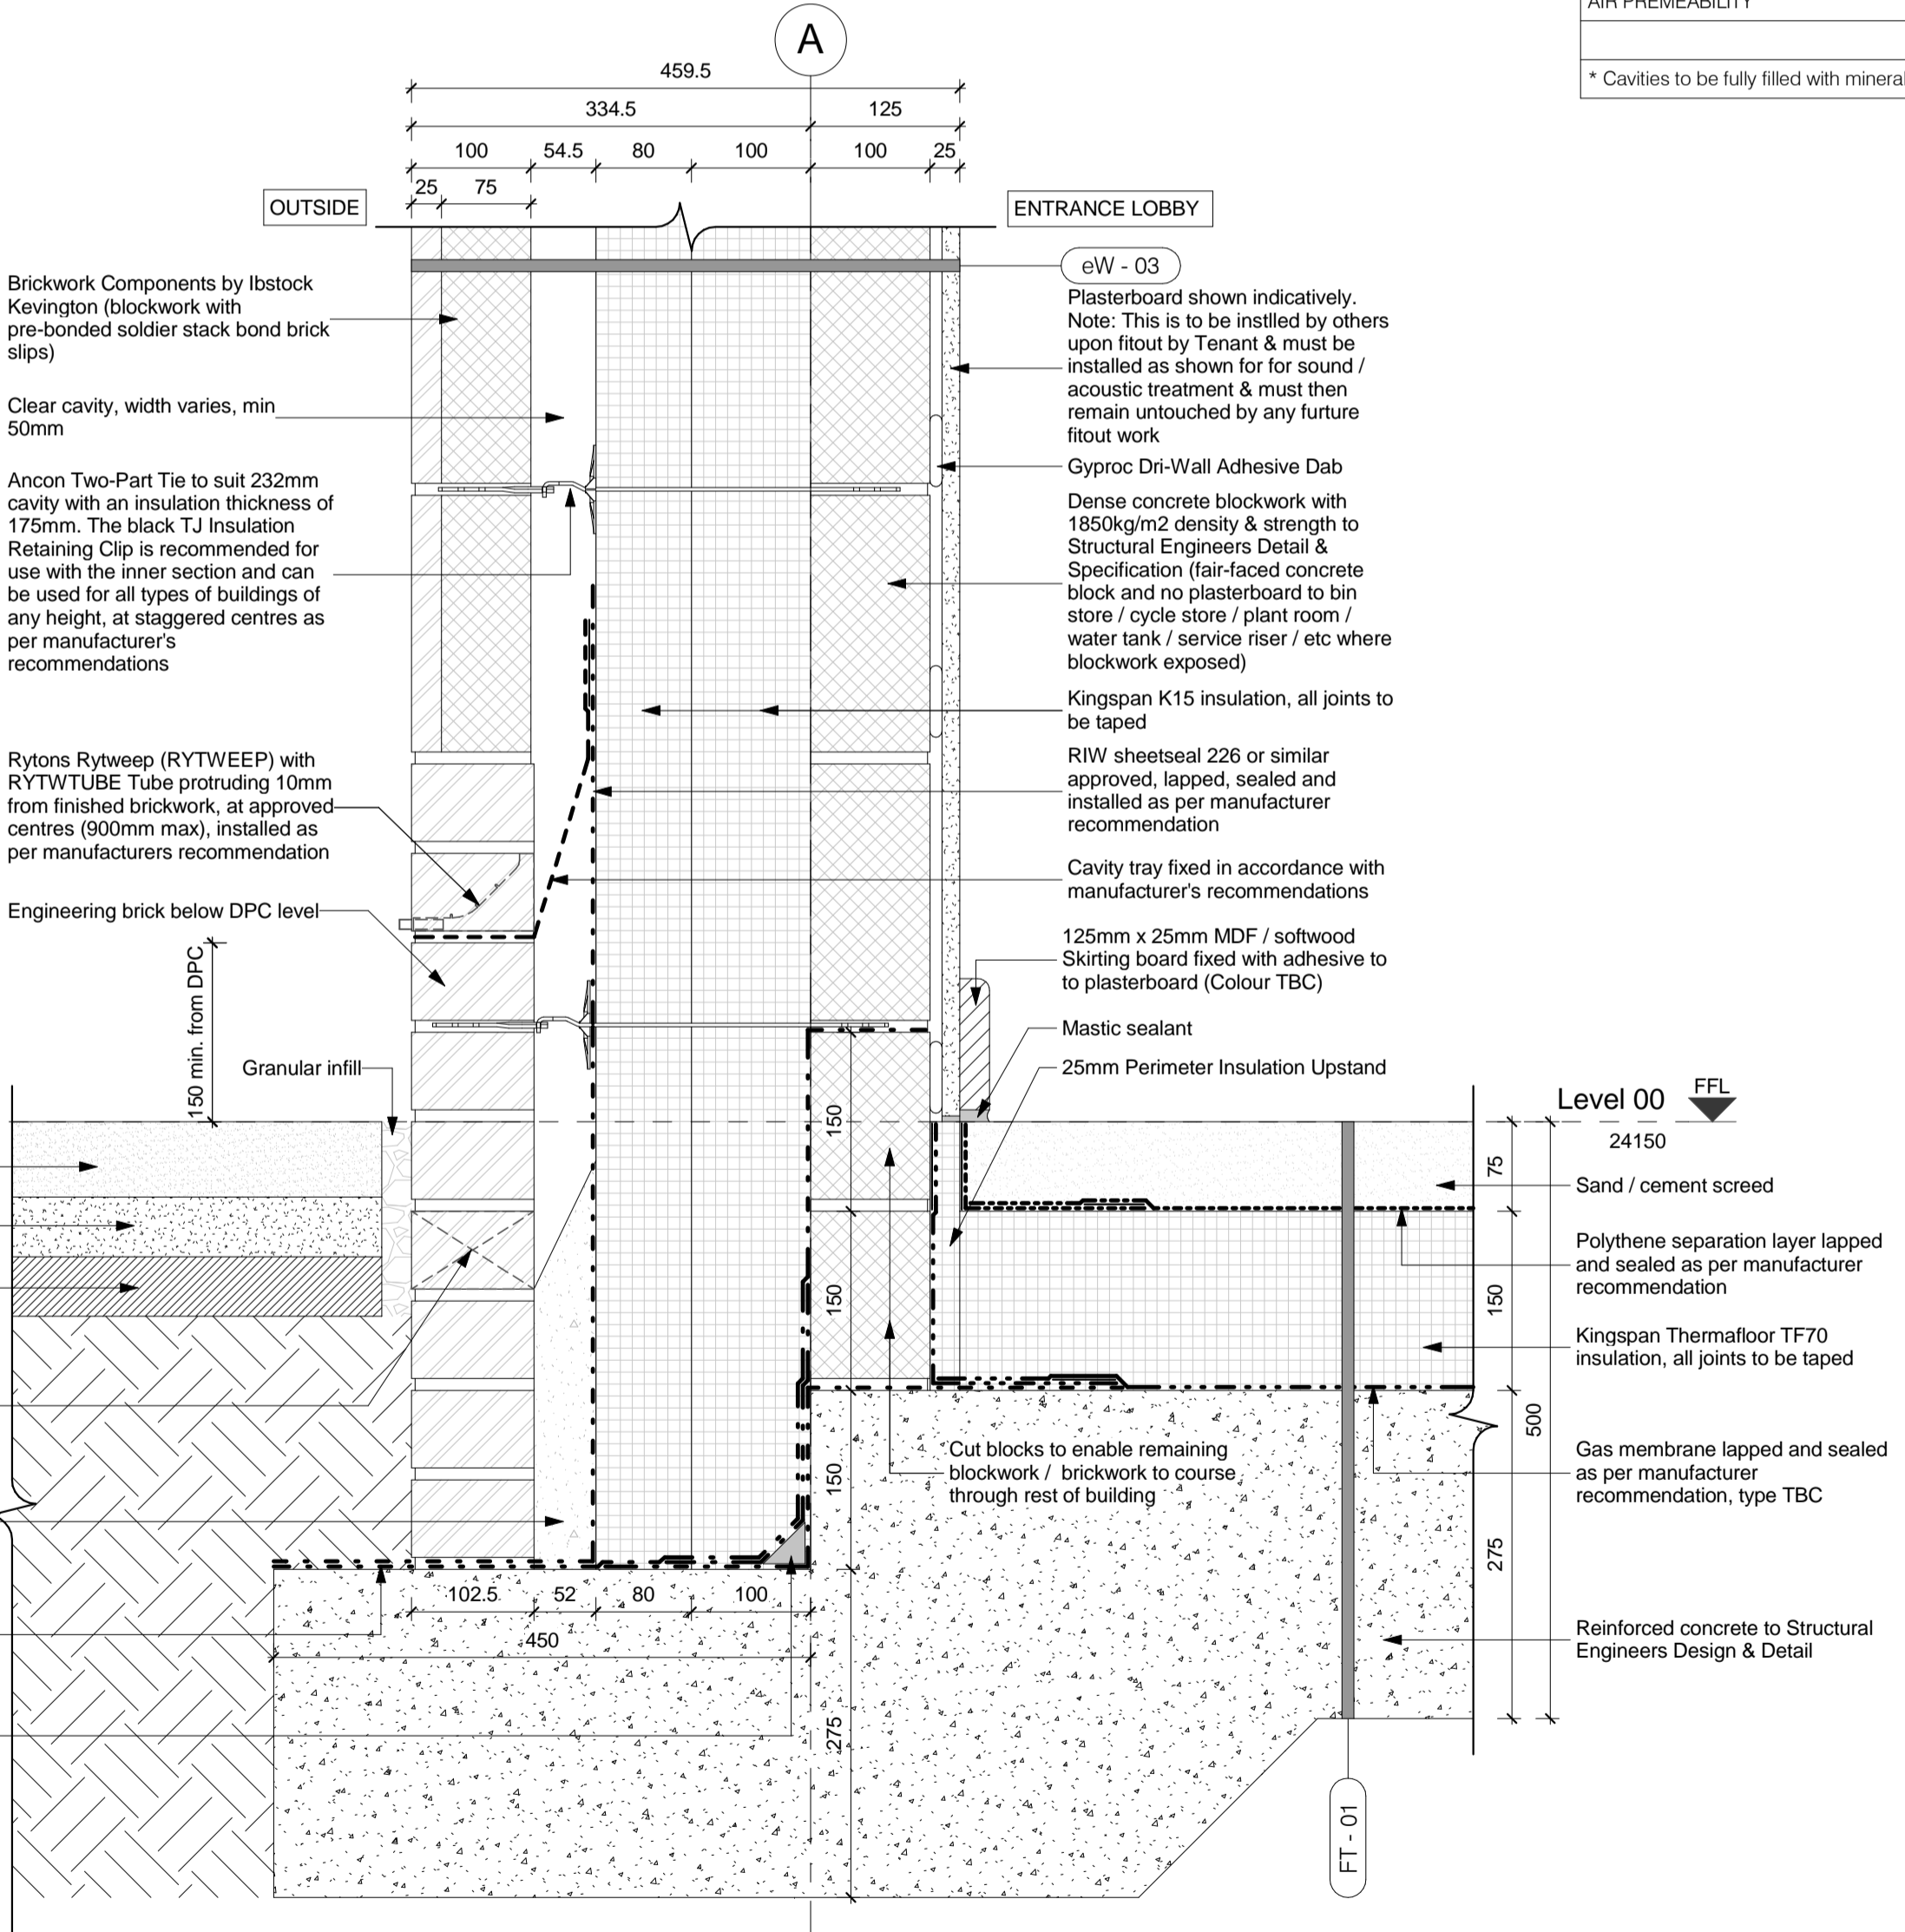 AIR PREMEABILITY
* Cavities to be fully filled with mineral
A
459.5
334.5
125
100
54.5
80
100
100
25
25
75
OUTSIDE
ENTRANCE LOBBY
eW - 03
Brickwork Components by Ibstock
Kevington (blockwork with
pre-bonded soldier stack bond brick
slips)
Clear cavity, width varies, min
50mm
Ancon Two-Part Tie to suit 232mm
cavity with an insulation thickness of
175mm. The black TJ Insulation
Retaining Clip is recommended for
use with the inner section and can
be used for all types of buildings of
any height, at staggered centres as
per manufacturer's
recommendations
Rytons Rytweep (RYTWEEP) with
RYTWTUBE Tube protruding 10mm
from finished brickwork, at approved
centres (900mm max), installed as
per manufacturers recommendation
Engineering brick below DPC level
150 min. from DPC
Granular infill
Plasterboard shown indicatively.
Note: This is to be instlled by others
upon fitout by Tenant & must be
installed as shown for for sound /
acoustic treatment & must then
remain untouched by any furture
fitout work
Gyproc Dri-Wall Adhesive Dab
Dense concrete blockwork with
1850kg/m2 density & strength to
Structural Engineers Detail &
Specification (fair-faced concrete
block and no plasterboard to bin
store / cycle store / plant room /
water tank / service riser / etc where
blockwork exposed)
Kingspan K15 insulation, all joints to
be taped
RIW sheetseal 226 or similar
approved, lapped, sealed and
installed as per manufacturer
recommendation
Cavity tray fixed in accordance with
manufacturer's recommendations
125mm x 25mm MDF / softwood
Skirting board fixed with adhesive to
to plasterboard (Colour TBC)
Mastic sealant
25mm Perimeter Insulation Upstand
Level 00
FFL
24150
150
150
150
275
75
150
275
500
Sand / cement screed
Polythene separation layer lapped
and sealed as per manufacturer
recommendation
Kingspan Thermafloor TF70
insulation, all joints to be taped
Gas membrane lapped and sealed
as per manufacturer
recommendation, type TBC
Reinforced concrete to Structural
Engineers Design & Detail
Cut blocks to enable remaining
blockwork / brickwork to course
through rest of building
102.5
52
80
100
450
FT - 01